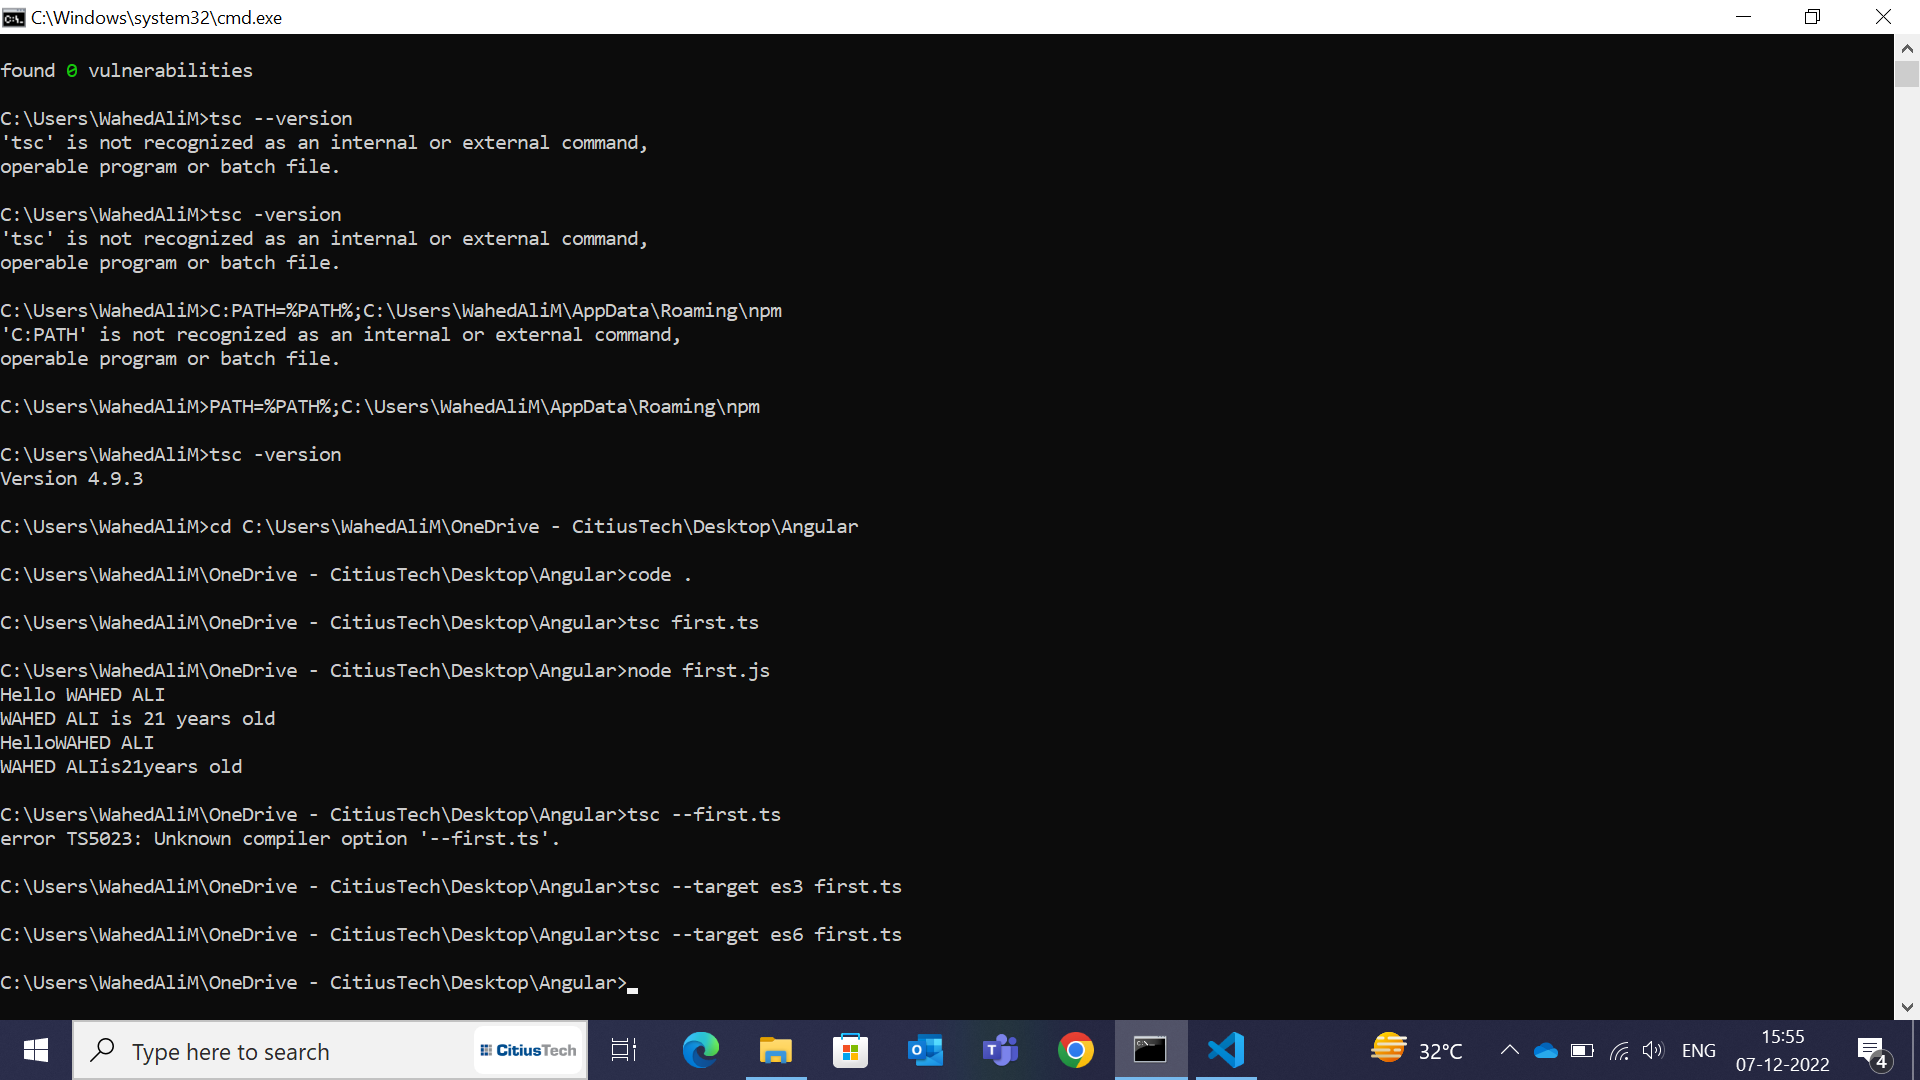 C:\Windows\system32\cmd.exe
found 0 vulnerabilities
C:\Users\WahedAliM>tsc --version
'tsc' is not recognized as an internal or external command,
operable program or batch file.
C:\Users\WahedAliM>tsc -version
'tsc' is not recognized as an internal or external command,
operable program or batch file.
C:\Users\WahedAliM>C:PATH=%PATH%;C:\Users\WahedAliM\AppData\Roaming\npm
'C:PATH' is not recognized as an internal or external command,
operable program or batch file.
C:\Users\WahedAliM>PATH=%PATH%;C:\Users\WahedAliM\AppData\Roaming\npm
C:\Users\WahedAliM>tsc -version
Version 4.9.3
C:\Users\WahedAliM>cd C:\Users\WahedAliM\OneDrive - CitiusTech\Desktop\Angular
C:\Users\WahedAliM\OneDrive - CitiusTech\Desktop\Angular>code .
C:\Users\WahedAliM\OneDrive - CitiusTech\Desktop\Angular>tsc first.ts
C:\Users\WahedAliM\OneDrive - CitiusTech\Desktop\Angular>node first.js
Hello WAHED ALI
WAHED ALI is 21 years old
HelloWAHED ALI
WAHED ALIis21years old
C:\Users\WahedAliM\OneDrive - CitiusTech\Desktop\Angular>tsc --first.ts
error TS5023: Unknown compiler option '--first.ts'.
C:\Users\WahedAliM\OneDrive - CitiusTech\Desktop\Angular>tsc --target es3 first.ts
C:\Users\WahedAliM\OneDrive - CitiusTech\Desktop\Angular>tsc --target es6 first.ts
C:\Users\WahedAliM\OneDrive - CitiusTech\Desktop\Angular>
Type here to search
CitiusTech
32°C
ENG
15:55
07-12-2022
4